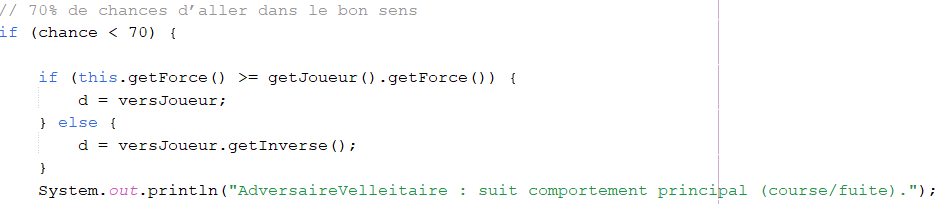 // 70% de chances d’aller dans le bon sens
if (chance < 70) {
if (this.getForce() >= getJoueur().getForce()) {
d = versJoueur;
} else {
d = versJoueur.getInverse();
}
System.out.println("AdversaireVelleitaire : suit comportement principal (course/fuite).");